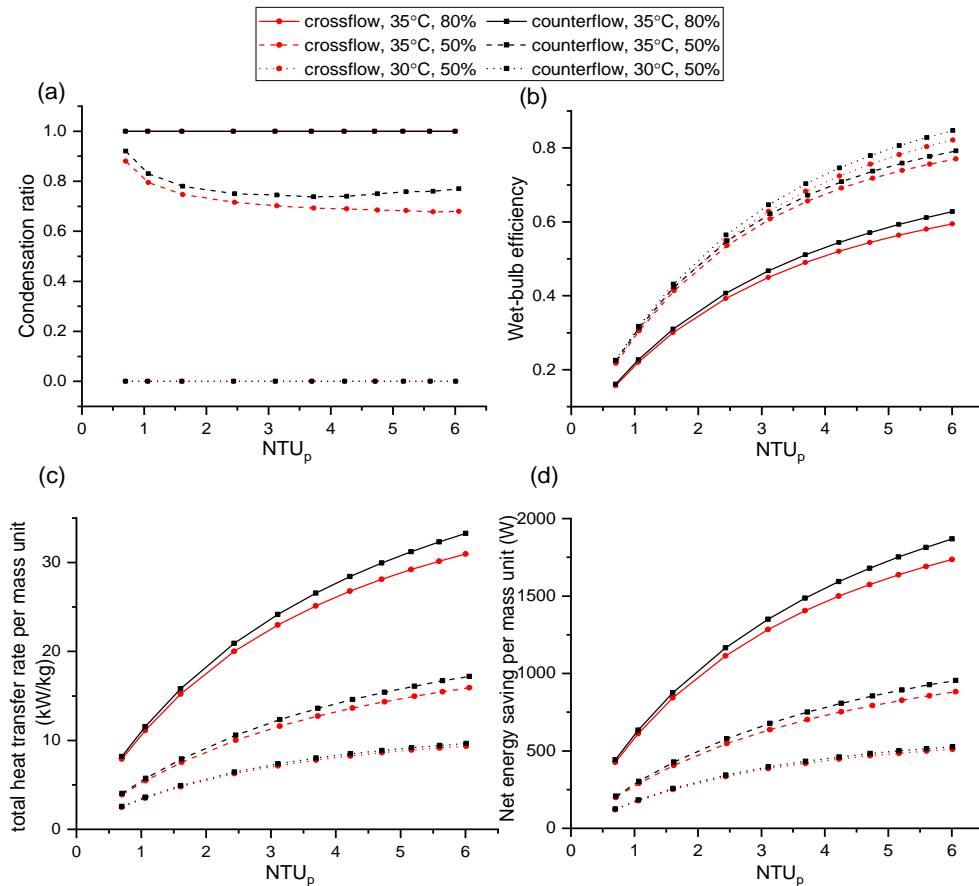 crossflow, 35°C, 80% counterflow, 35°C, 80%
crossflow, 35°C, 50% counterflow, 35°C, 50%
crossflow, 30°C, 50% counterflow, 30°C, 50%
(a)
1.0
0.8
0.6
0.4
0.2
0.0
Condensation ratio
0 1 2 3 4 5 6
NTUp
(b)
0.8
0.6
0.4
0.2
Wet-bulb efficiency
0 1 2 3 4 5 6
NTUp
(c)
30
20
10
0
total heat transfer rate per mass unit
(kW/kg)
0 1 2 3 4 5 6
NTUp
(d)
2000
1500
1000
500
0
Net energy saving per mass unit (W)
0 1 2 3 4 5 6
NTUp